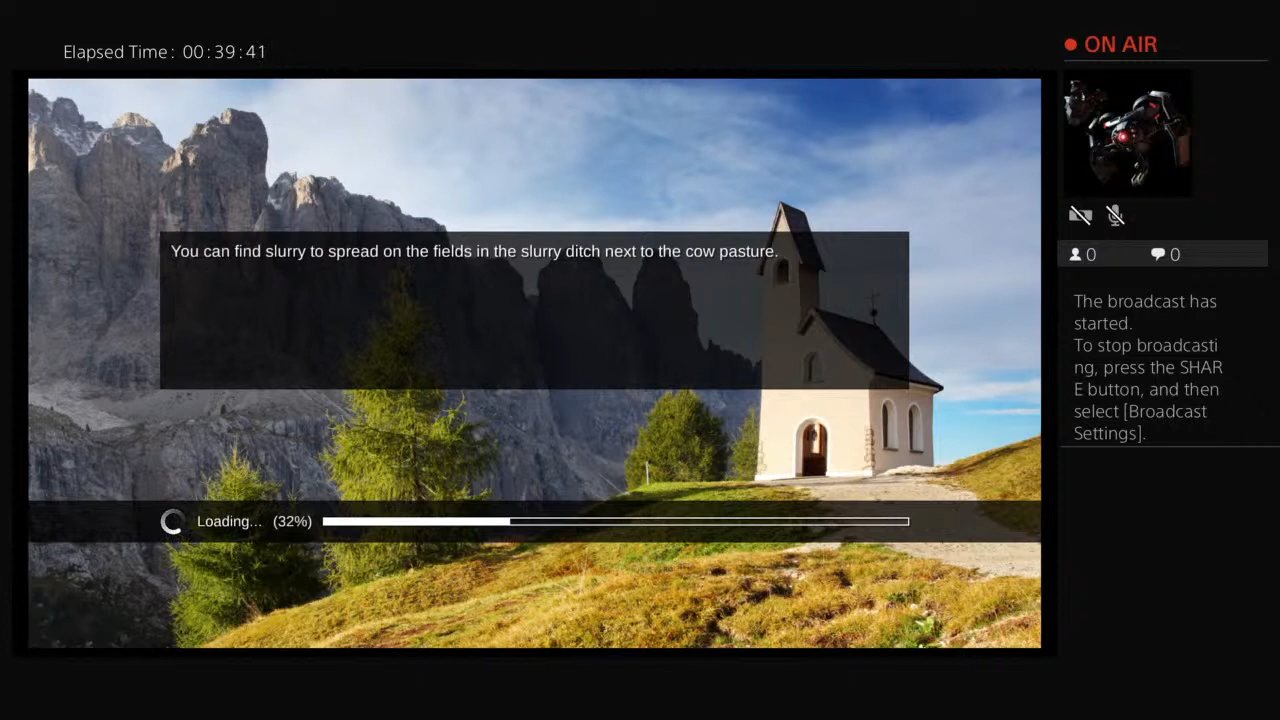 Elapsed Time: 00:39:41
ON AIR
You can find slurry to spread on the fields in the slurry ditch next to the cow pasture.
0 0
The broadcast has
started.
To stop broadcasti
ng, press the SHAR
E button, and then
select [Broadcast
Settings].
Loading... (32%)